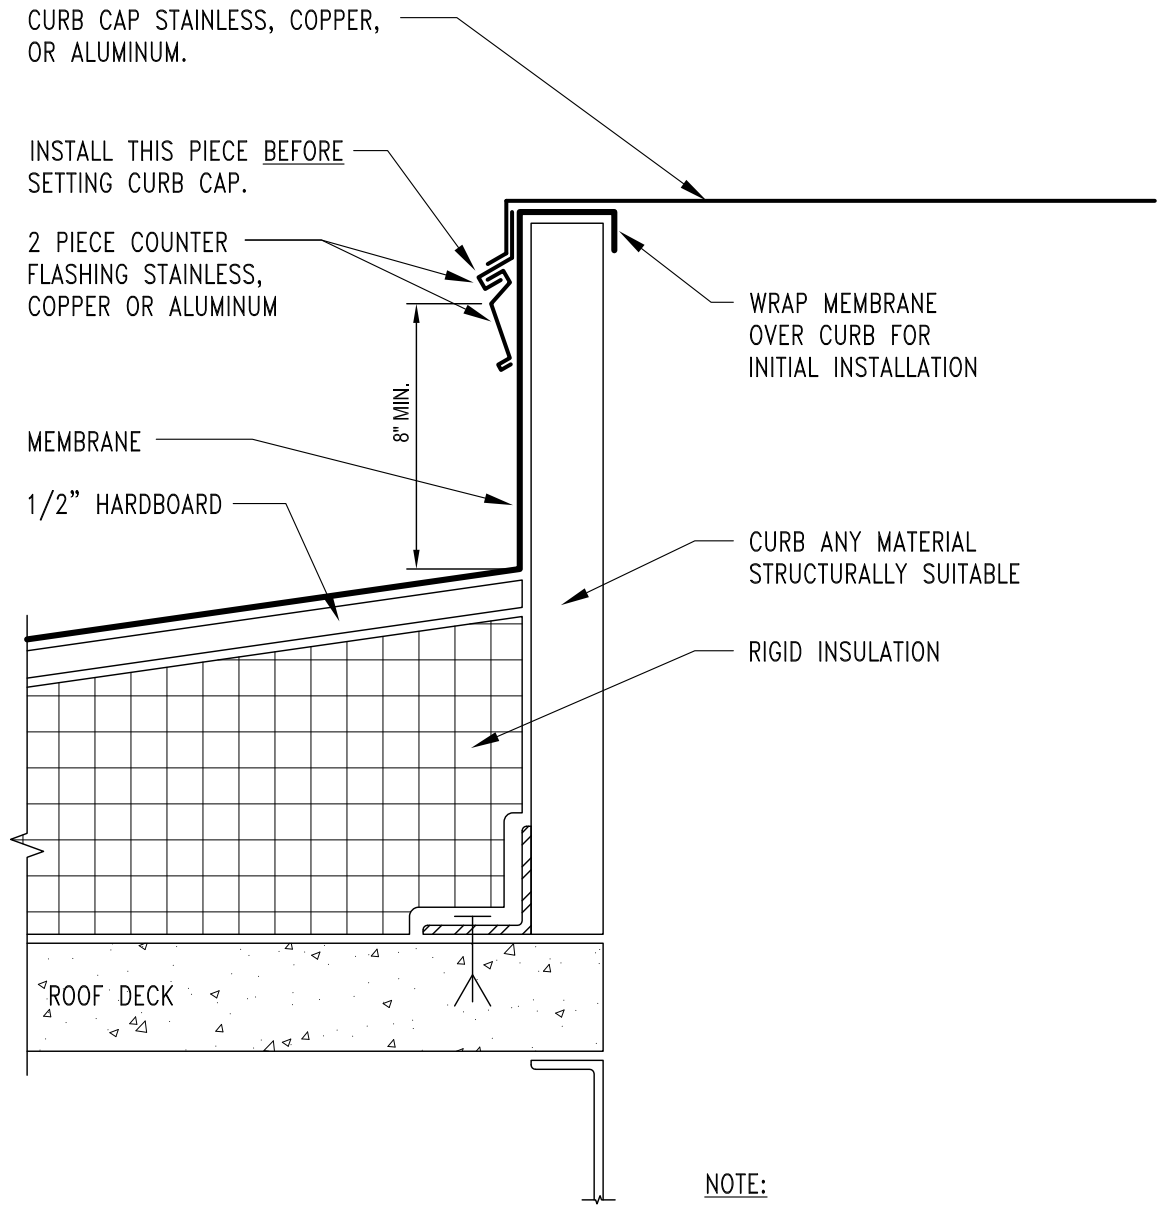 CURB CAP STAINLESS, COPPER,
OR ALUMINUM.
INSTALL THIS PIECE BEFORE
SETTING CURB CAP.
2 PIECE COUNTER
FLASHING STAINLESS,
COPPER OR ALUMINUM
WRAP MEMBRANE
OVER CURB FOR
INITIAL INSTALLATION
8" MIN.
MEMBRANE
1/2” HARDBOARD
CURB ANY MATERIAL
STRUCTURALLY SUITABLE
RIGID INSULATION
ROOF DECK
NOTE: